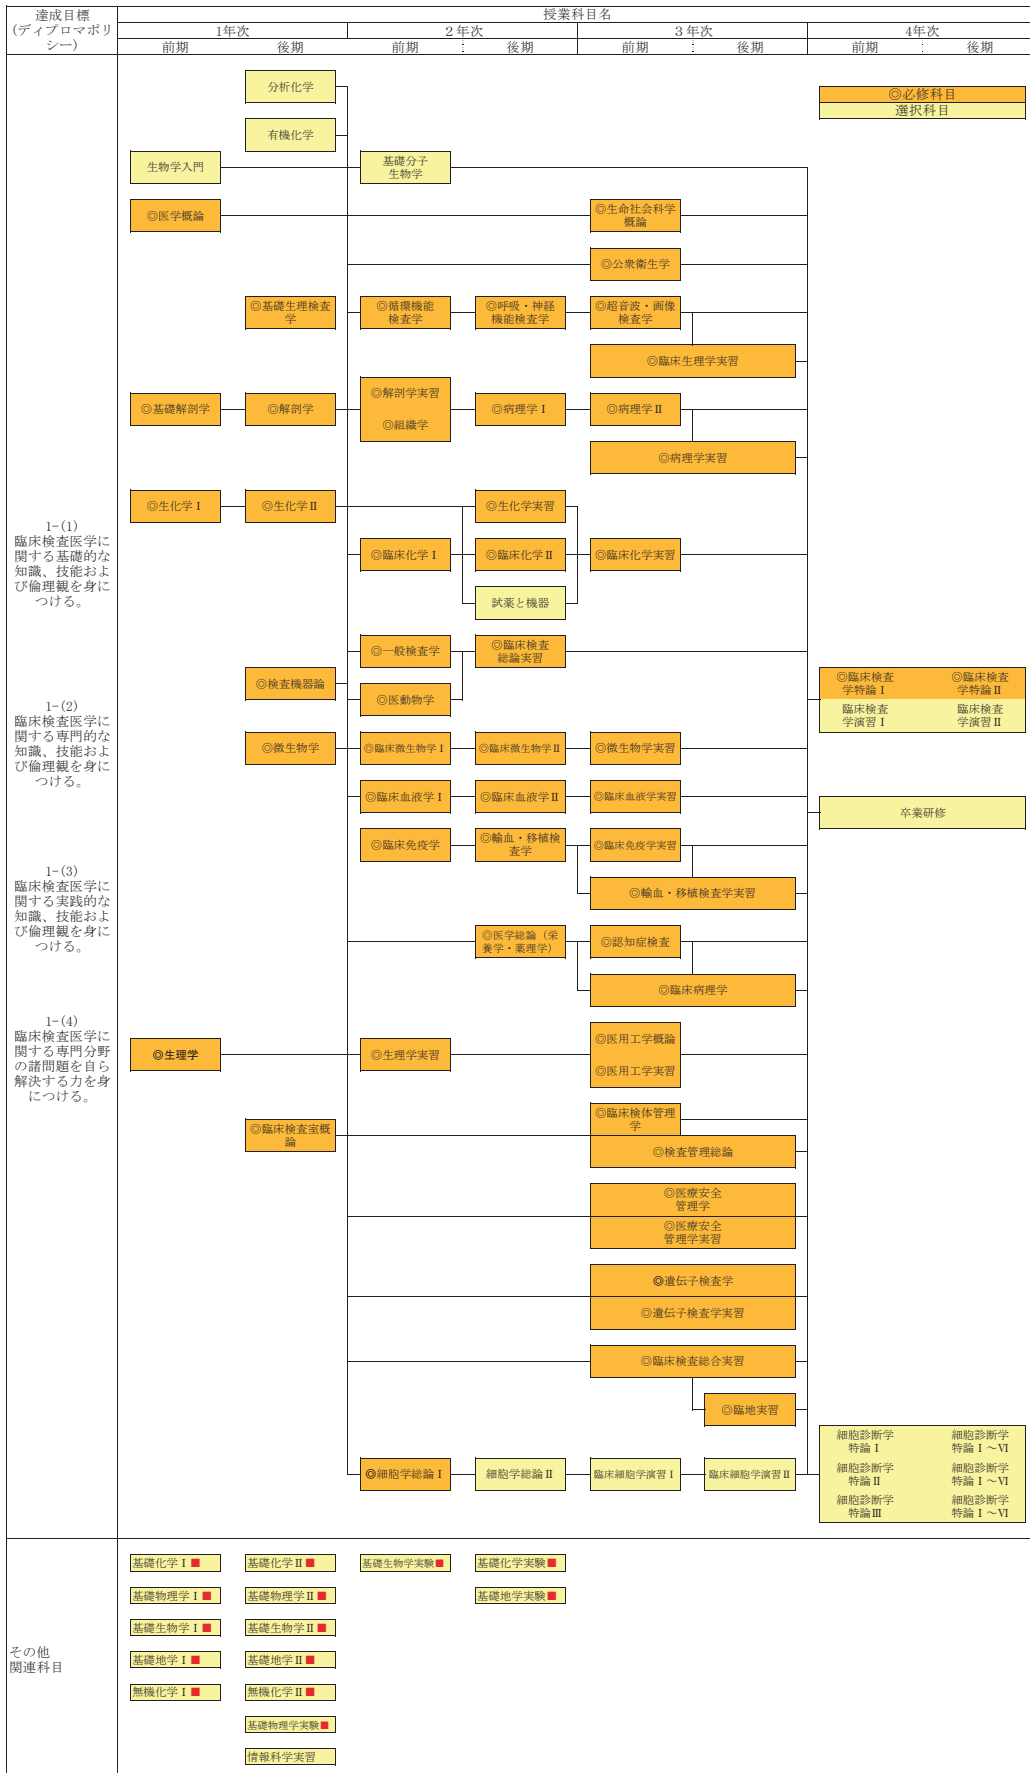 達成目標
(ディプロマポリ
シー)
授業科目名
1年次
２年次
３年次
4年次
前期
後期
前期
後期
前期
後期
前期
後期
分析化学
◎必修科目
選択科目
有機化学
生物学入門
基礎分子
生物学
◎医学概論
◎生命社会科学
概論
◎公衆衛生学
◎基礎生理検査
学
◎循環機能
検査学
◎呼吸・神経
機能検査学
◎超音波・画像
検査学
◎臨床生理学実習
◎基礎解剖学
◎解剖学
◎解剖学実習
◎組織学
◎病理学Ⅰ
◎病理学Ⅱ
◎病理学実習
◎生化学Ⅰ
◎生化学Ⅱ
◎生化学実習
1-(1)
臨床検査医学に
関する基礎的な
知識、技能およ
び倫理観を身に
つける。
◎臨床化学Ⅰ
◎臨床化学Ⅱ
◎臨床化学実習
試薬と機器
◎一般検査学
◎臨床検査
総論実習
◎検査機器論
◎医動物学
◎臨床検査
学特論Ⅰ
◎臨床検査
学特論Ⅱ
臨床検査
学演習Ⅰ
臨床検査
学演習Ⅱ
1-(2)
臨床検査医学に
関する専門的な
知識、技能およ
び倫理観を身に
つける。
◎微生物学
◎臨床微生物学Ⅰ
◎臨床微生物学Ⅱ
◎微生物学実習
◎臨床血液学Ⅰ
◎臨床血液学Ⅱ
◎臨床血液学実習
卒業研修
◎臨床免疫学
◎輸血・移植検
査学
◎臨床免疫学実習
◎輸血・移植検査学実習
1-(3)
臨床検査医学に
関する実践的な
知識、技能およ
び倫理観を身に
つける。
◎医学総論（栄
養学・薬理学）
◎認知症検査
◎臨床病理学
1-(4)
臨床検査医学に
関する専門分野
の諸問題を自ら
解決する力を身
につける。
◎生理学
◎生理学実習
◎医用工学概論
◎医用工学実習
◎臨床検査室概
論
◎臨床検体管理
学
◎検査管理総論
◎医療安全
管理学
◎医療安全
管理学実習
◎遺伝子検査学
◎遺伝子検査学実習
◎臨床検査総合実習
◎臨地実習
◎細胞学総論Ⅰ
細胞学総論Ⅱ
臨床細胞学演習Ⅰ
臨床細胞学演習Ⅱ
細胞診断学
特論Ⅰ
細胞診断学
特論Ⅰ～Ⅵ
細胞診断学
特論Ⅱ
細胞診断学
特論Ⅰ～Ⅵ
細胞診断学
特論Ⅲ
細胞診断学
特論Ⅰ～Ⅵ
その他
関連科目
基礎化学Ⅰ■
基礎化学Ⅱ■
基礎生物学実験■
基礎化学実験■
基礎物理学Ⅰ■
基礎物理学Ⅱ■
基礎地学実験■
基礎生物学Ⅰ■
基礎生物学Ⅱ■
基礎地学Ⅰ■
基礎地学Ⅱ■
無機化学Ⅰ■
無機化学Ⅱ■
基礎物理学実験■
情報科学実習